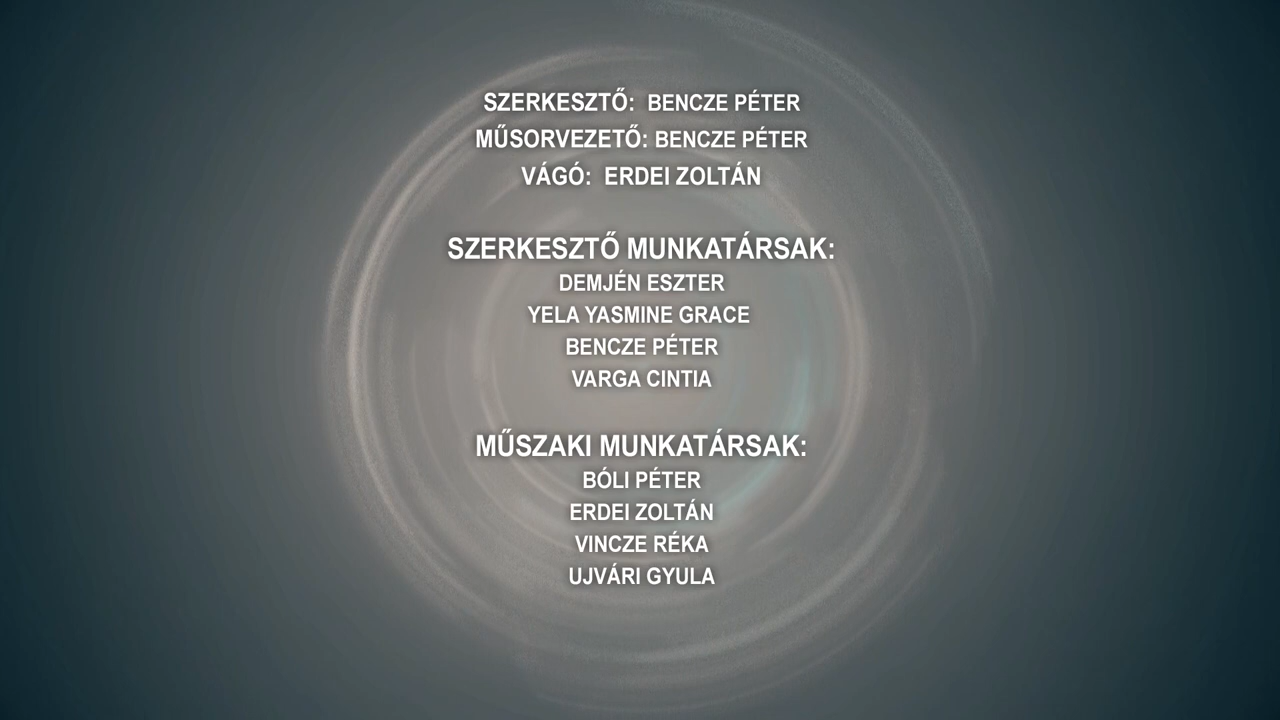 SZERKESZTŐ: BENCZE PÉTER
MŰSORVEZETŐ: BENCZE PÉTER
VÁGÓ: ERDEI ZOLTÁN
SZERKESZTŐ MUNKATÁRSAK:
DEMJÉN ESZTER
YELA YASMINE GRACE
BENCZE PÉTER
VARGA CINTIA
MŰSZAKI MUNKATÁRSAK:
BÓLI PÉTER
ERDEI ZOLTÁN
VINCZE RÉKA
UJVÁRI GYULA